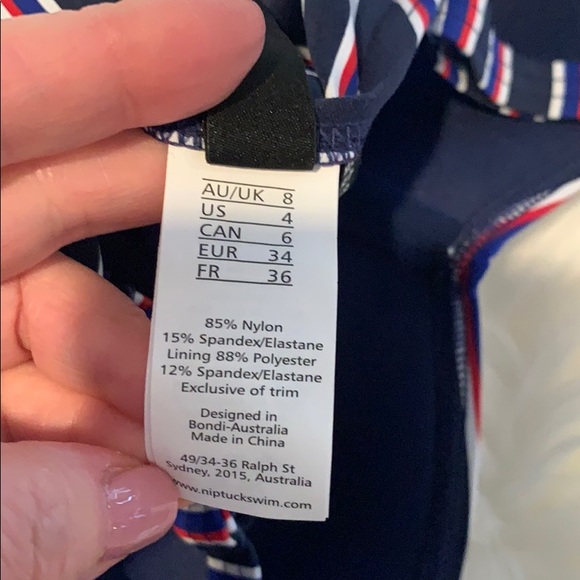 AU/UK 8
US 4
CAN 6
EUR 34
FR 36
85% Nylon
15% Spandex/Elastane
Lining 88% Polyester
12% Spandex/Elastane
Exclusive of trim
Designed in
Bondi-Australia
Made in China
49/34-36 Ralph St
Sydney, 2015, Australia
www.niptuckswim.com